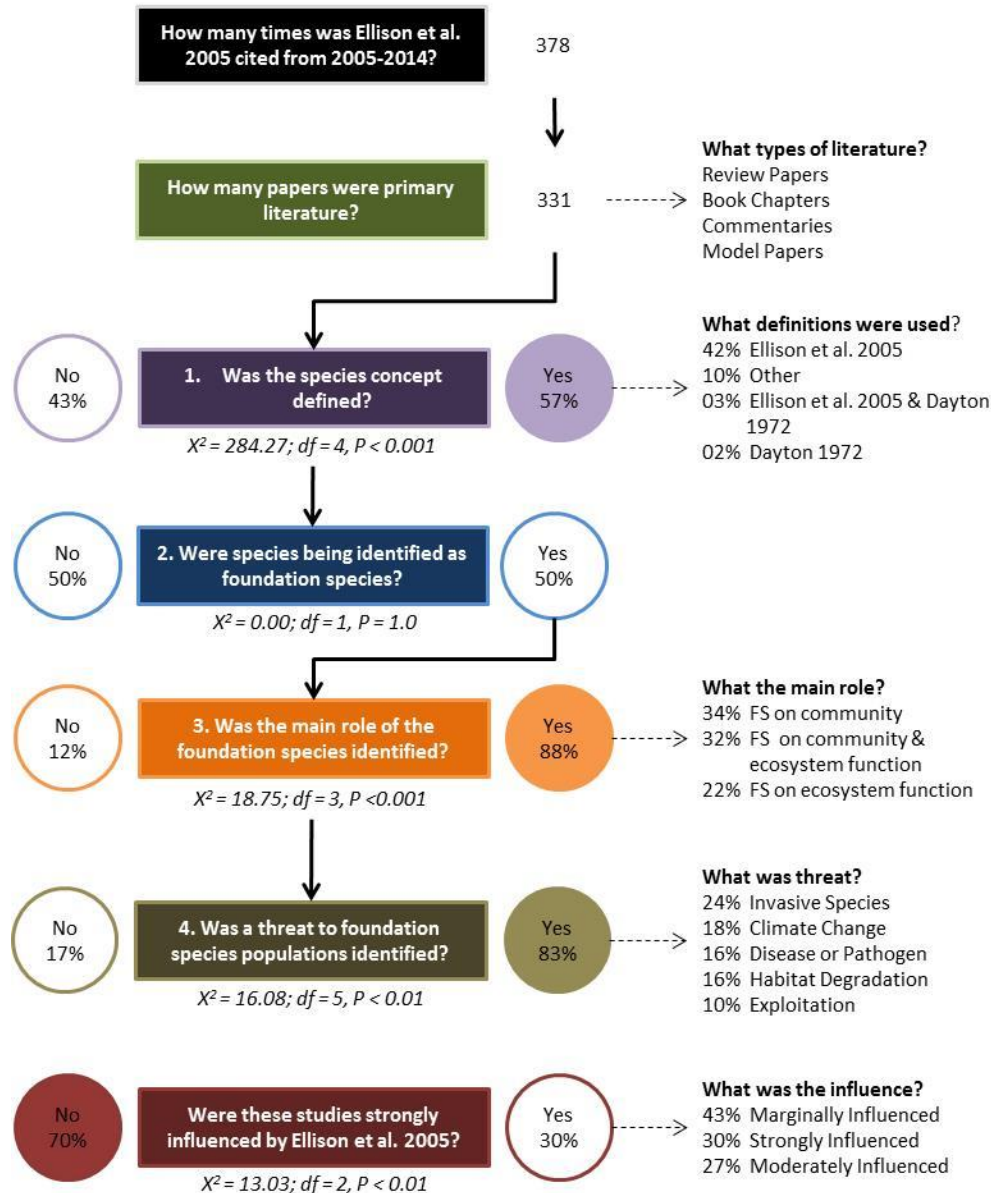 How many times was Ellison et al.
2005 cited from 2005-2014?
378
How many papers were primary
literature?
331
What types of literature?
Review Papers
Book Chapters
Commentaries
Model Papers
No
43%
1. Was the species concept
defined?
Yes
57%
X² = 284.27; df = 4, P < 0.001
What definitions were used?
42% Ellison et al. 2005
10% Other
03% Ellison et al. 2005 & Dayton
1972
02% Dayton 1972
No
50%
2. Were species being identified as
foundation species?
Yes
50%
X² = 0.00; df = 1, P = 1.0
No
12%
3. Was the main role of the
foundation species identified?
Yes
88%
X² = 18.75; df = 3, P <0.001
What the main role?
34% FS on community
32% FS on community &
ecosystem function
22% FS on ecosystem function
No
17%
4. Was a threat to foundation
species populations identified?
Yes
83%
X² = 16.08; df = 5, P < 0.01
What was threat?
24% Invasive Species
18% Climate Change
16% Disease or Pathogen
16% Habitat Degradation
10% Exploitation
No
70%
Were these studies strongly
influenced by Ellison et al. 2005?
Yes
30%
X² = 13.03; df = 2, P < 0.01
What was the influence?
43% Marginally Influenced
30% Strongly Influenced
27% Moderately Influenced